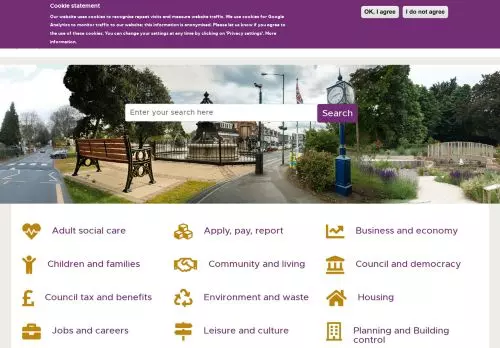 Cookie statement
Our website uses cookies to recognise repeat visits and measure website traffic. We use cookies for Google
Analytics to monitor traffic to our website; this information is anonymised. Please let us know if you agree to
the use of these cookies. You can change your settings at any time by clicking on 'Privacy settings'. More
information.
OK, I agree
I do not agree
Enter your search here
Search
Adult social care
Apply, pay, report
Business and economy
Children and families
Community and living
Council and democracy
Council tax and benefits
Environment and waste
Housing
Jobs and careers
Leisure and culture
Planning and Building
control